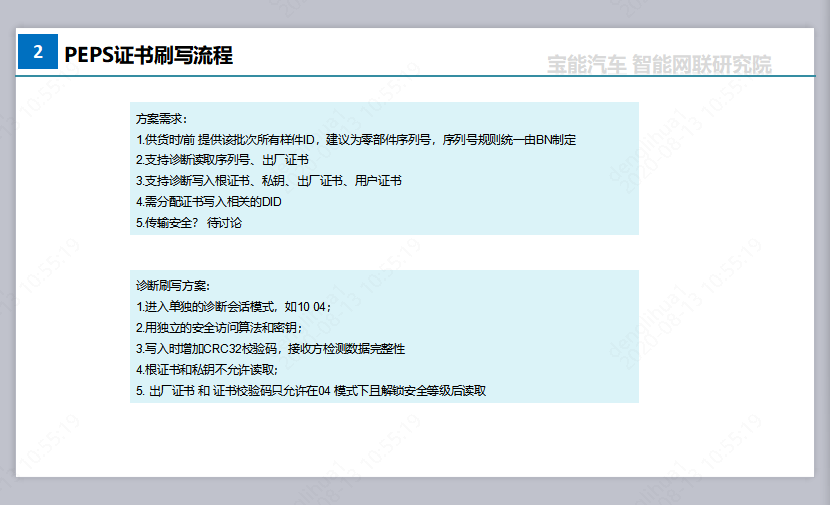 2
PEPS证书刷写流程
宝能汽车 智能网联研究院
方案需求：
1.供货时/前 提供该批次所有样件ID，建议为零部件序列号，序列号规则统一由BN制定
2.支持诊断读取序列号、出厂证书
3.支持诊断写入根证书、私钥、出厂证书、用户证书
4.需分配证书写入相关的DID
5.传输安全？ 待讨论
诊断刷写方案：
1.进入单独的诊断会话模式，如10 04；
2.用独立的安全访问算法和密钥；
3.写入时增加CRC32校验码，接收方检测数据完整性
4.根证书和私钥不允许读取；
5. 出厂证书 和 证书校验码只允许在04 模式下且解锁安全等级后读取